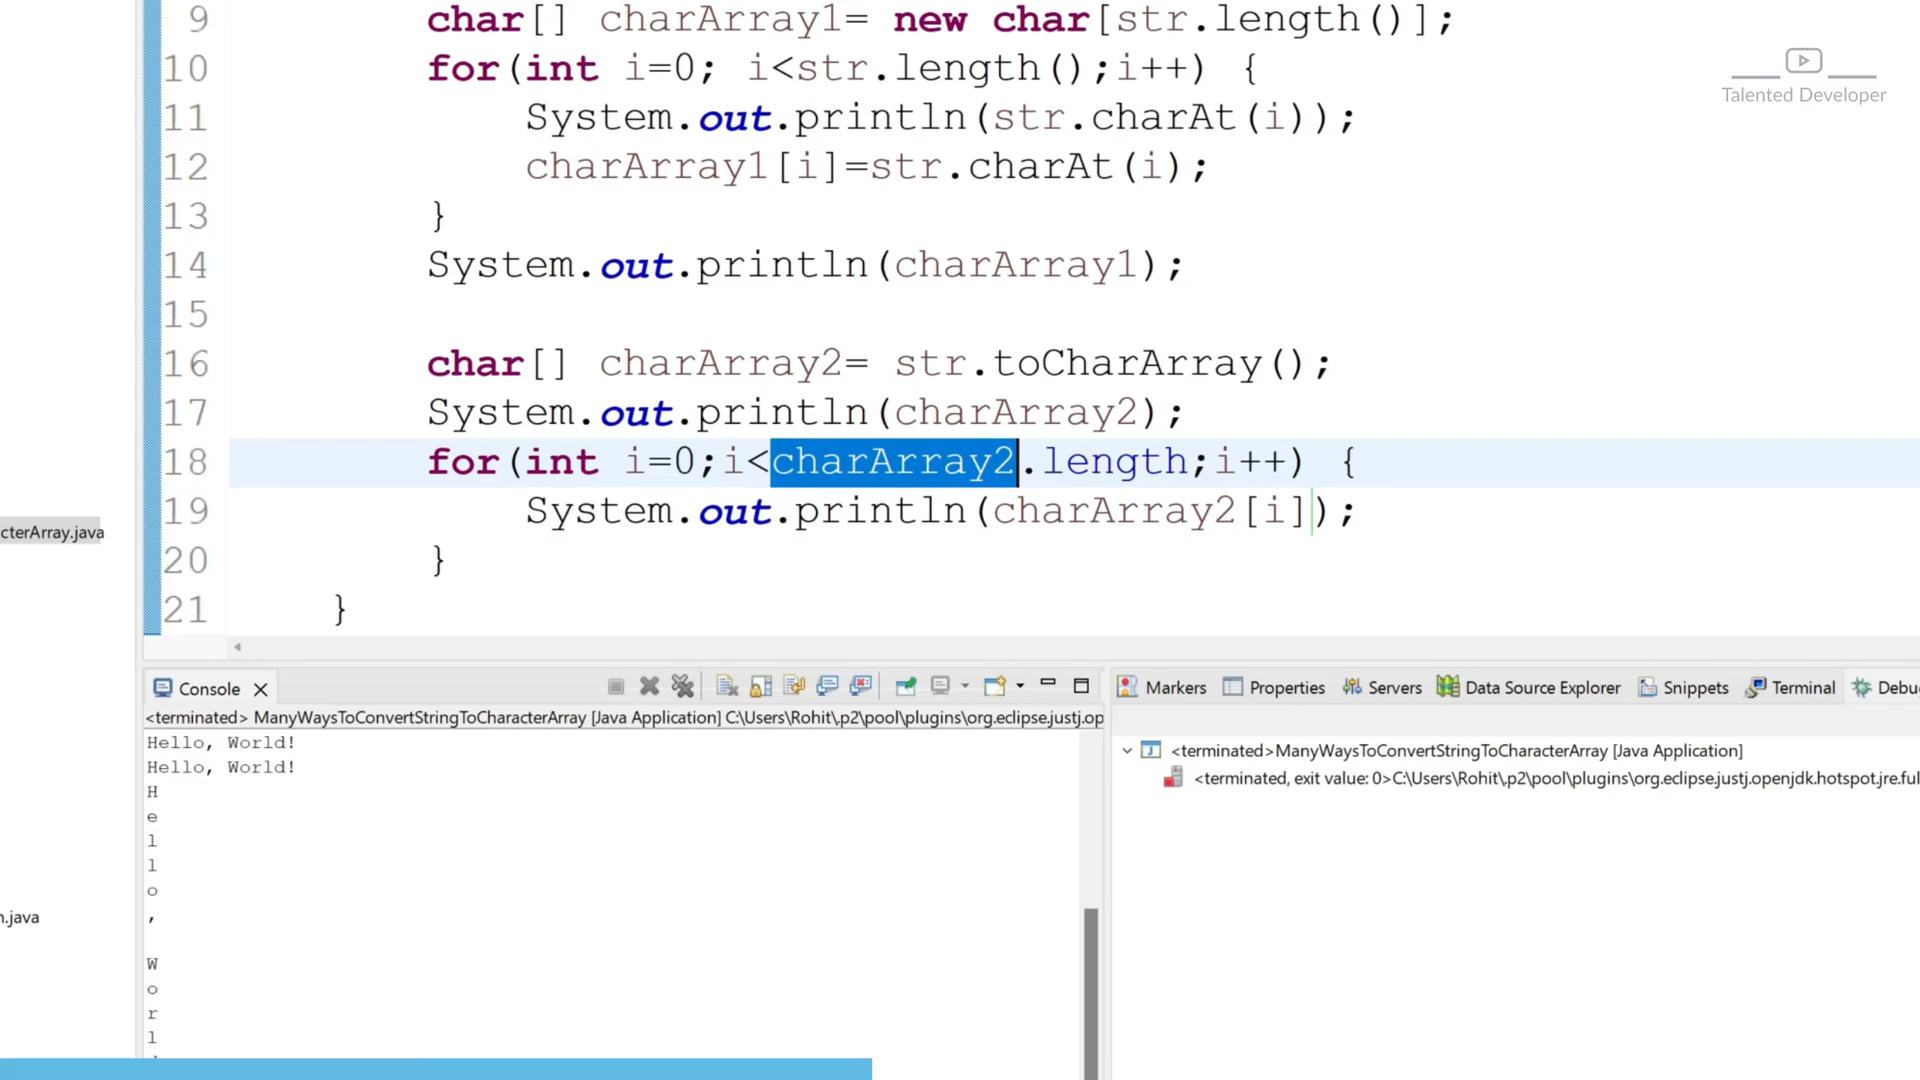 9 char[] charArray1= new char[str.length()];
10 for(int i=0; i<str.length();i++) {
11 System.out.println(str.charAt(i));
12 charArray1[i]=str.charAt(i);
13 }
14 System.out.println(charArray1);
15
16 char[] charArray2= str.toCharArray();
17 System.out.println(charArray2);
18 for(int i=0;i<charArray2.length;i++) {
19 System.out.println(charArray2[i]);
20 }
21 }
Talented Developer
cterArray.java
n.java
Console
<terminated> ManyWaysToConvertStringToCharacterArray [Java Application] C:\Users\Rohit\.p2\pool\plugins\org.eclipse.justj.op
Hello, World!
Hello, World!
H
e
l
l
o
,
W
o
r
l
Markers Properties Servers Data Source Explorer Snippets Terminal Debu
<terminated>ManyWaysToConvertStringToCharacterArray [Java Application]
<terminated, exit value: 0>C:\Users\Rohit\.p2\pool\plugins\org.eclipse.justj.openjdk.hotspot.jre.ful